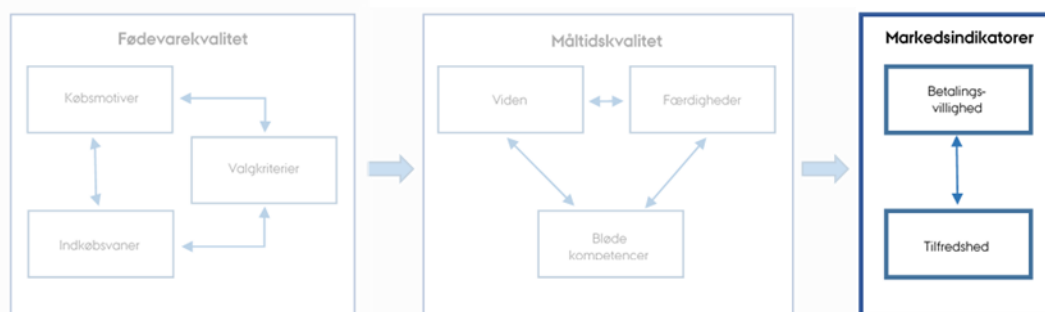 Fødevarekvalitet
Købsmotiver
Valgkriterier
Indkøbsvaner
Måltidskvalitet
Viden
Færdigheder
Bløde
kompetencer
Markedsindikatorer
Betalings-
villighed
Tilfredshed